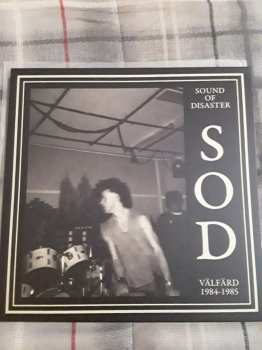 SOUND
OF
DISASTER
S
O
D
VÄLFÄRD
1984-1985